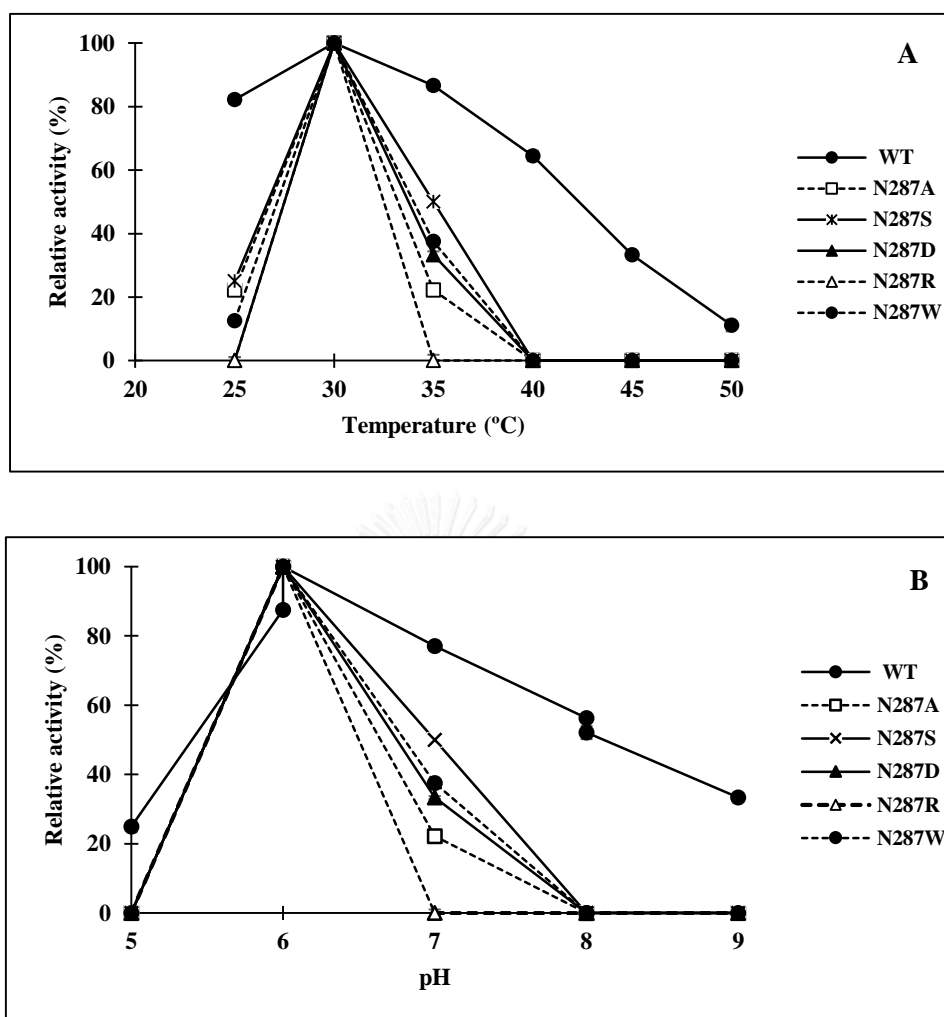 A
Relative activity (%)
100
80
60
40
20
0
20 25 30 35 40 45 50
Temperature (ºC)
WT
N287A
N287S
N287D
N287R
N287W
B
Relative activity (%)
100
80
60
40
20
0
5 6 7 8 9
pH
WT
N287A
N287S
N287D
N287R
N287W